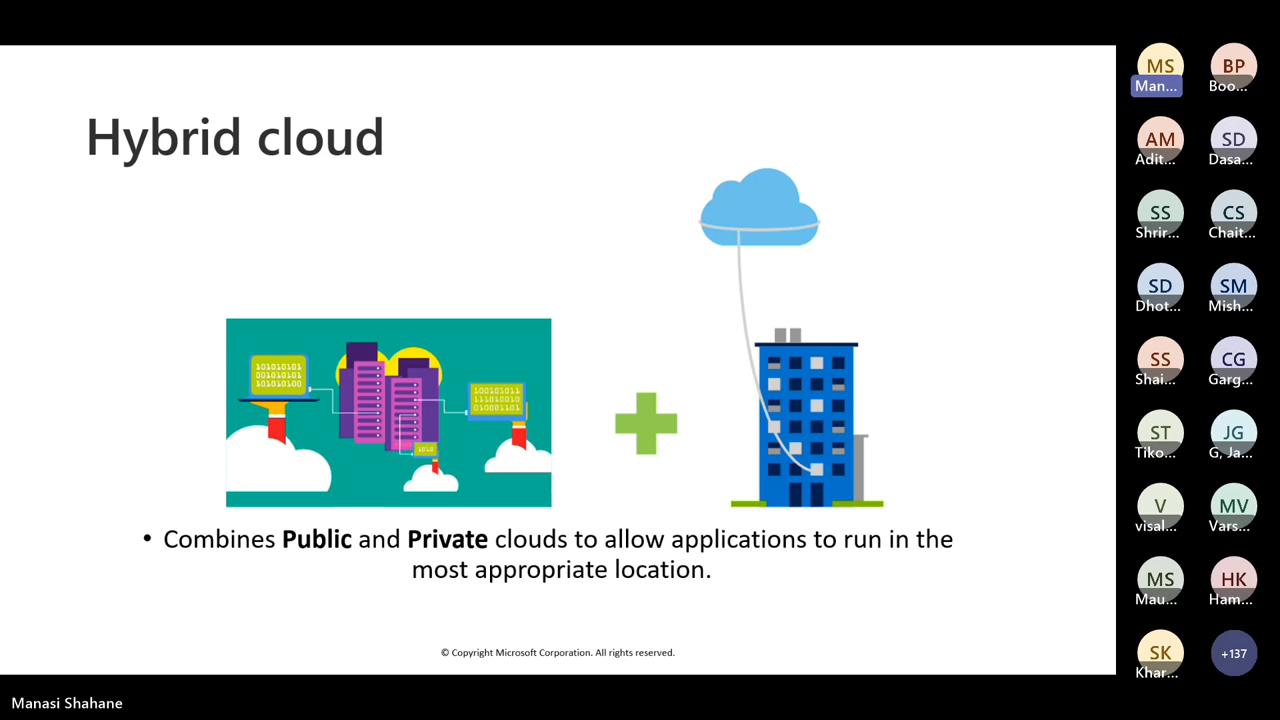 Hybrid cloud
101010101
001010101
101010100
100101011
111010010
010001101
1010
• Combines Public and Private clouds to allow applications to run in the
most appropriate location.
© Copyright Microsoft Corporation. All rights reserved.
Manasi Shahane
MS
Man...
BP
Boo...
AM
Adit...
SD
Dasa...
SS
Shrir...
CS
Chait...
SD
Dhot...
SM
Mish...
SS
Shai...
CG
Garg...
ST
Tiko...
JG
G, Ja...
V
visal...
MV
Vars...
MS
Mau...
HK
Ham...
SK
Khar...
+137